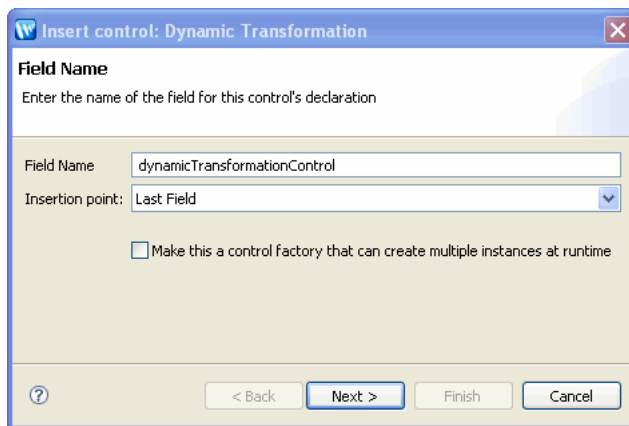 Insert control: Dynamic Transformation
Field Name
Enter the name of the field for this control's declaration
Field Name dynamicTransformationControl
Insertion point: Last Field
Make this a control factory that can create multiple instances at runtime
? < Back Next > Finish Cancel